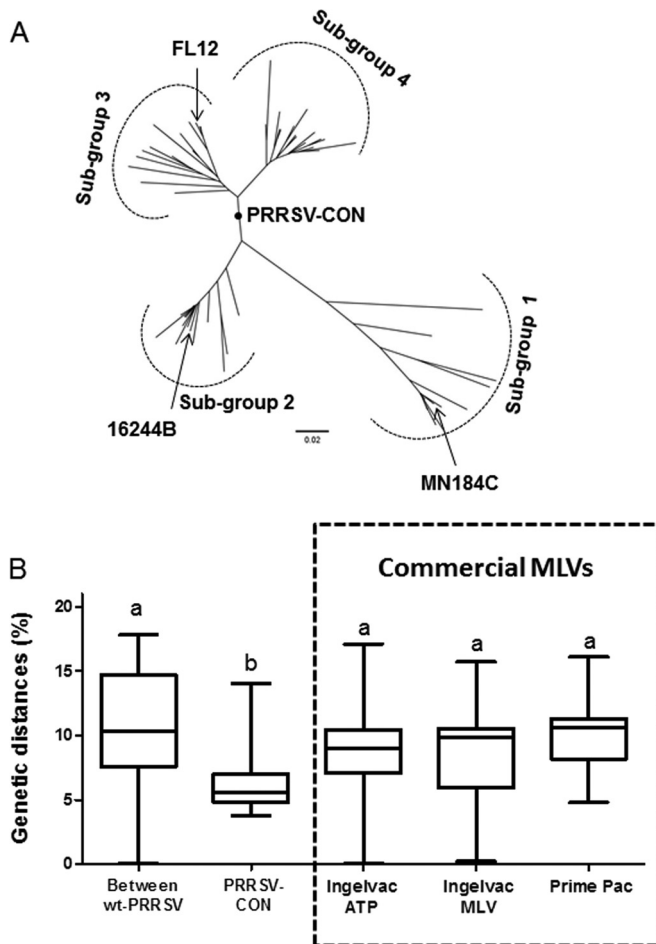 A
FL12
Sub-group 4
Sub-group 3
PRRSV-CON
Sub-group 1
Sub-group 2
16244B
0.02
MN184C
B
Commercial MLVs
Genetic distances (%)
20
15
10
5
0
a
b
a
a
a
Between
wt-PRRSV
PRRSV-
CON
Ingelvac
ATP
Ingelvac
MLV
Prime Pac